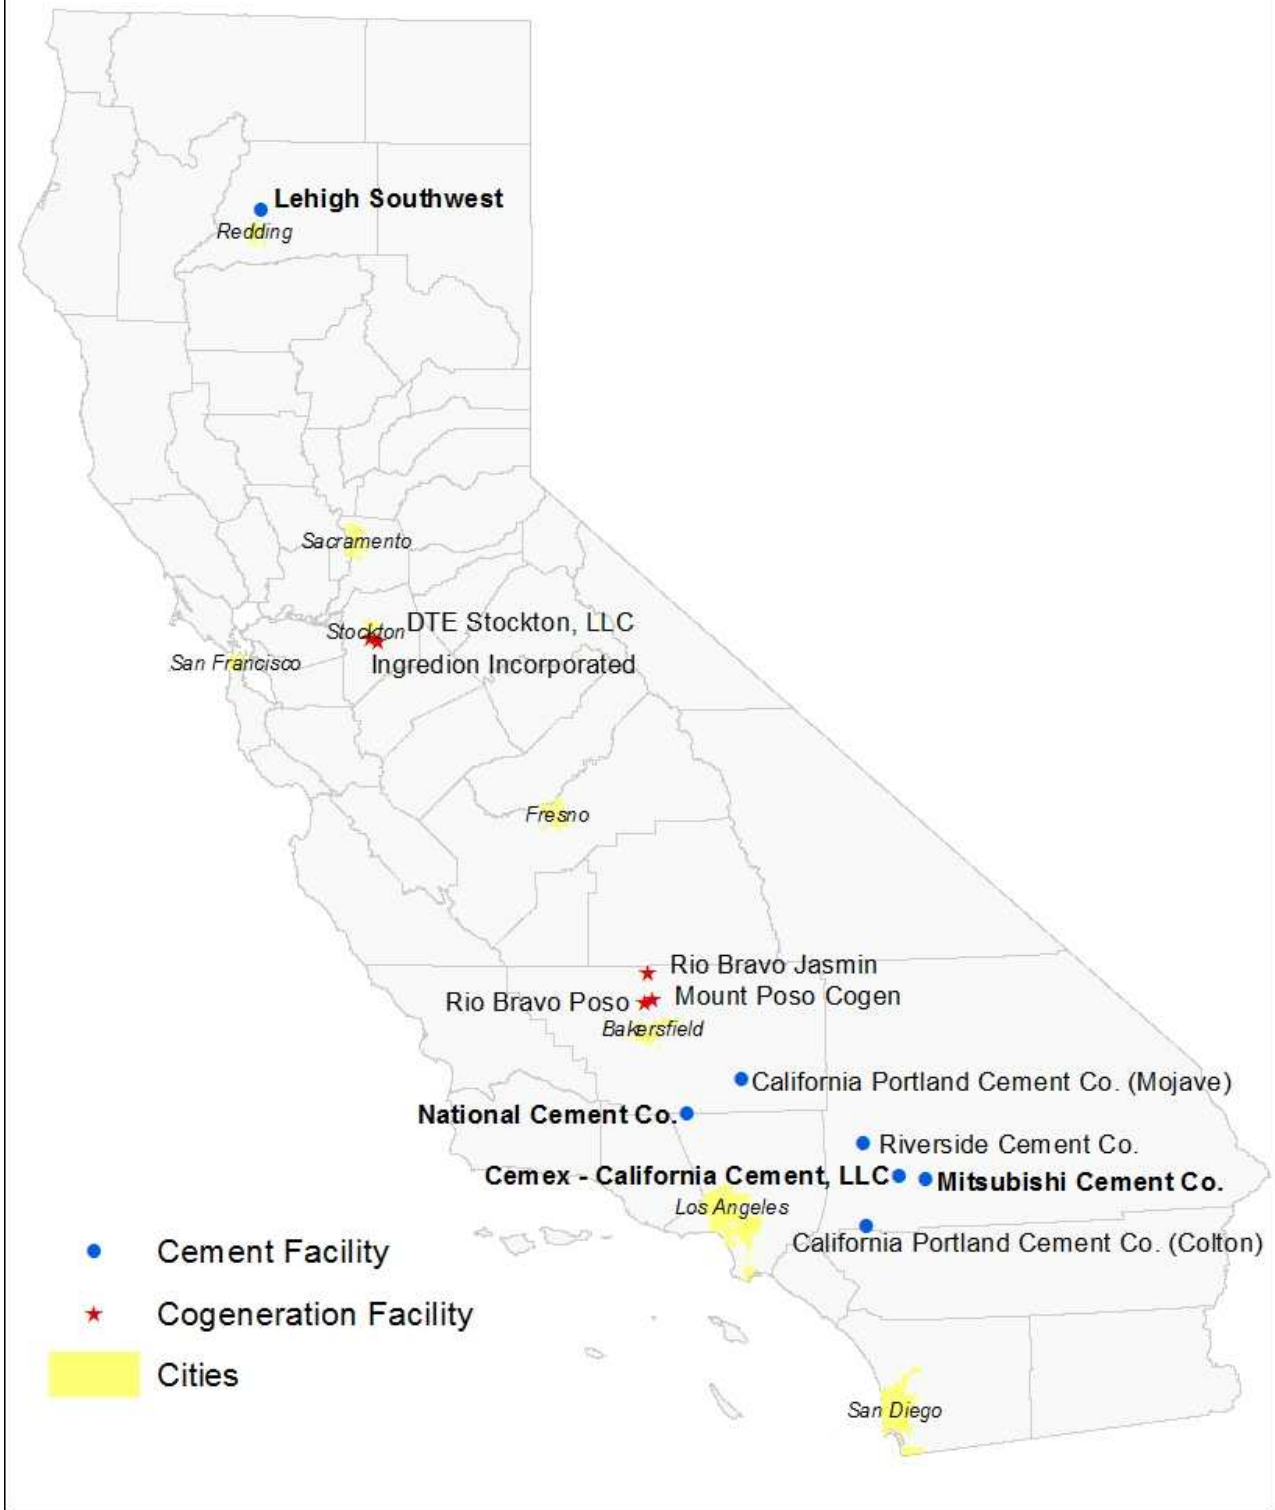 Lehigh Southwest
Redding
Sacramento
Stockton
DTE Stockton, LLC
San Francisco
Ingredion Incorporated
Fresno
Rio Bravo Jasmin
Rio Bravo Poso
Mount Poso Cogen
Bakersfield
California Portland Cement Co. (Mojave)
National Cement Co.
Riverside Cement Co.
Cemex - California Cement, LLC
Mitsubishi Cement Co.
Los Angeles
California Portland Cement Co. (Colton)
Cement Facility
Cogeneration Facility
Cities
San Diego